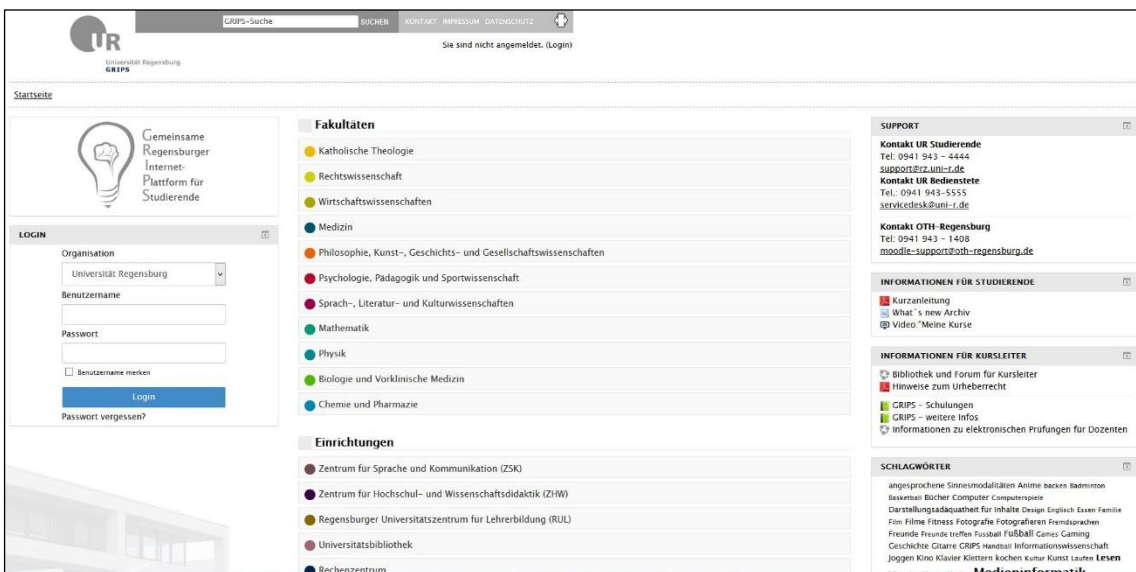 GRIPS-Suche SUCHEN KONTAKT IMPRESSUM DATENSCHUTZ
UR
Universität Regensburg
GRIPS
Sie sind nicht angemeldet. (Login)
Startseite
Gemeinsame
Regensburger
Internet-
Plattform für
Studierende
LOGIN
Organisation
Universität Regensburg
Benutzername
Passwort
Benutzername merken
Login
Passwort vergessen?
Fakultäten
Katholische Theologie
Rechtswissenschaft
Wirtschaftswissenschaften
Medizin
Philosophie, Kunst-, Geschichts- und Gesellschaftswissenschaften
Psychologie, Pädagogik und Sportwissenschaft
Sprach-, Literatur- und Kulturwissenschaften
Mathematik
Physik
Biologie und Vorklinische Medizin
Chemie und Pharmazie
Einrichtungen
Zentrum für Sprache und Kommunikation (ZSK)
Zentrum für Hochschul- und Wissenschaftsdidaktik (ZHW)
Regensburger Universitätszentrum für Lehrerbildung (RUL)
Universitätsbibliothek
Rechenzentrum
SUPPORT
Kontakt UR Studierende
Tel: 0941 943 - 4444
support@rz.uni-r.de
Kontakt UR Bedienstete
Tel.: 0941 943-5555
servicedesk@uni-r.de
Kontakt OTH-Regensburg
Tel: 0941 943 - 1408
moodle-support@oth-regensburg.de
INFORMATIONEN FÜR STUDIERENDE
Kurzanleitung
What´s new Archiv
Video:"Meine Kurse
INFORMATIONEN FÜR KURSLEITER
Bibliothek und Forum für Kursleiter
Hinweise zum Urheberrecht
GRIPS - Schulungen
GRIPS - weitere Infos
Informationen zu elektronischen Prüfungen für Dozenten
SCHLAGWÖRTER
angesprochene Sinnesmodalitäten Anime backen Badminton
Basketball Bücher Computer Computerspiele
Darstellungsadäquatheit für Inhalte Design Englisch Essen Familie
Film Filme Fitness Fotografie Fotografieren Fremdsprachen
Freunde Freunde treffen Fussball Fußball Games Gaming
Geschichte Gitarre GRIPS Handball Informationswissenschaft
Joggen Kino Klavier Klettern kochen Kultur Kunst Laufen Lesen
Medieninformatik